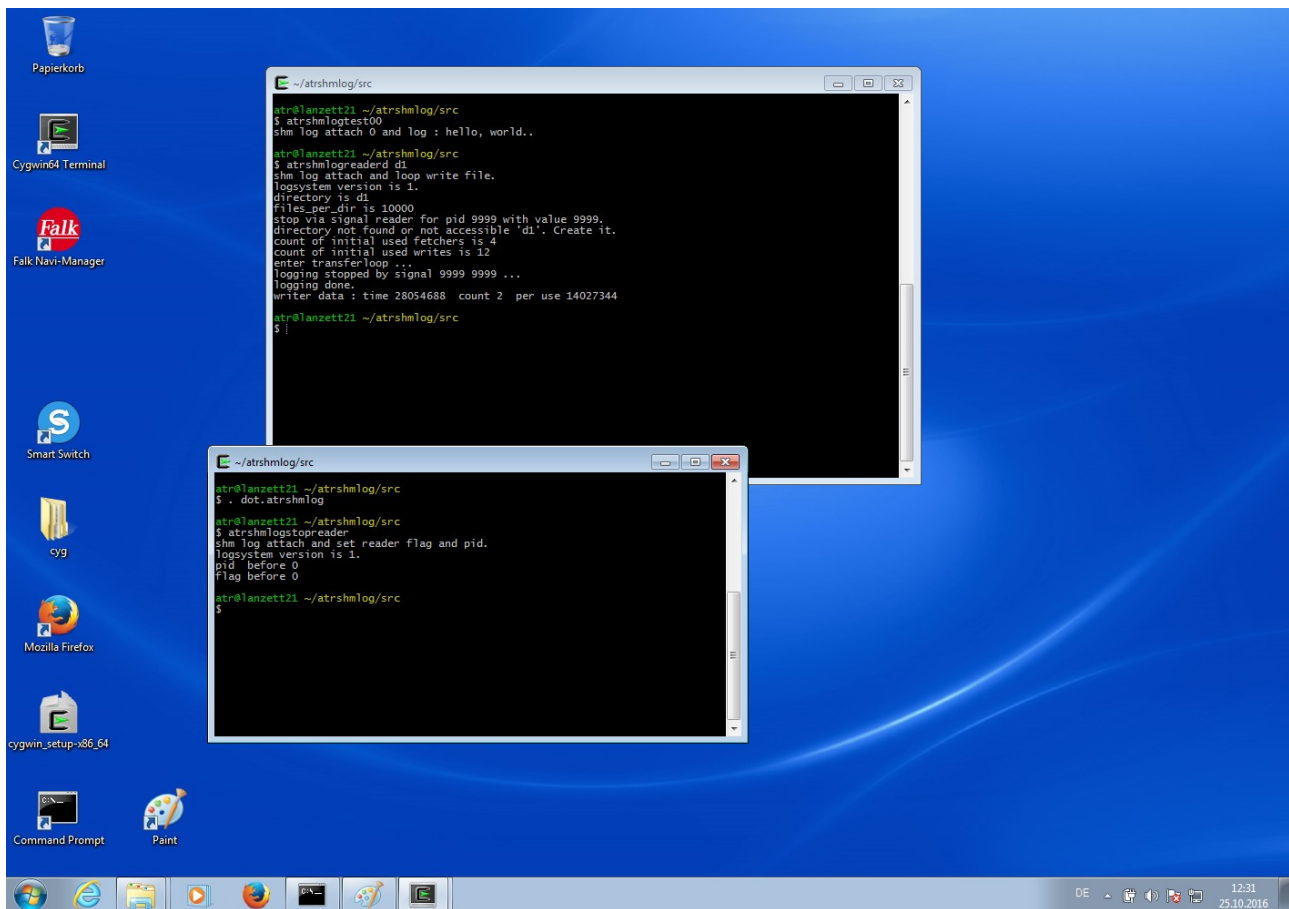 Papierkorb
Cygwin64 Terminal
Falk
Falk Navi-Manager
S
Smart Switch
cyg
Mozilla Firefox
cygwin_setup-x86_64
C:\_
Command Prompt
Paint
~/atrshmlog/src
atr@lanzett21 ~/atrshmlog/src
$ atrshmlogtest00
shm log attach 0 and log : hello, world..
atr@lanzett21 ~/atrshmlog/src
$ atrshmlogreaderd d1
shm log attach and loop write file.
logsystem version is 1.
directory is d1
files_per_dir is 10000
stop via signal reader for pid 9999 with value 9999.
directory not found or not accessible 'd1'. Create it.
count of initial used fetchers is 4
count of initial used writes is 12
enter transferloop ...
logging stopped by signal 9999 9999 ...
logging done.
writer data : time 28054688  count 2  per use 14027344
atr@lanzett21 ~/atrshmlog/src
$
~/atrshmlog/src
atr@lanzett21 ~/atrshmlog/src
$ . dot.atrshmlog
atr@lanzett21 ~/atrshmlog/src
$ atrshmlogstopreader
shm log attach and set reader flag and pid.
logsystem version is 1.
pid  before 0
flag before 0
atr@lanzett21 ~/atrshmlog/src
$
C:\_
DE
12:31
25.10.2016